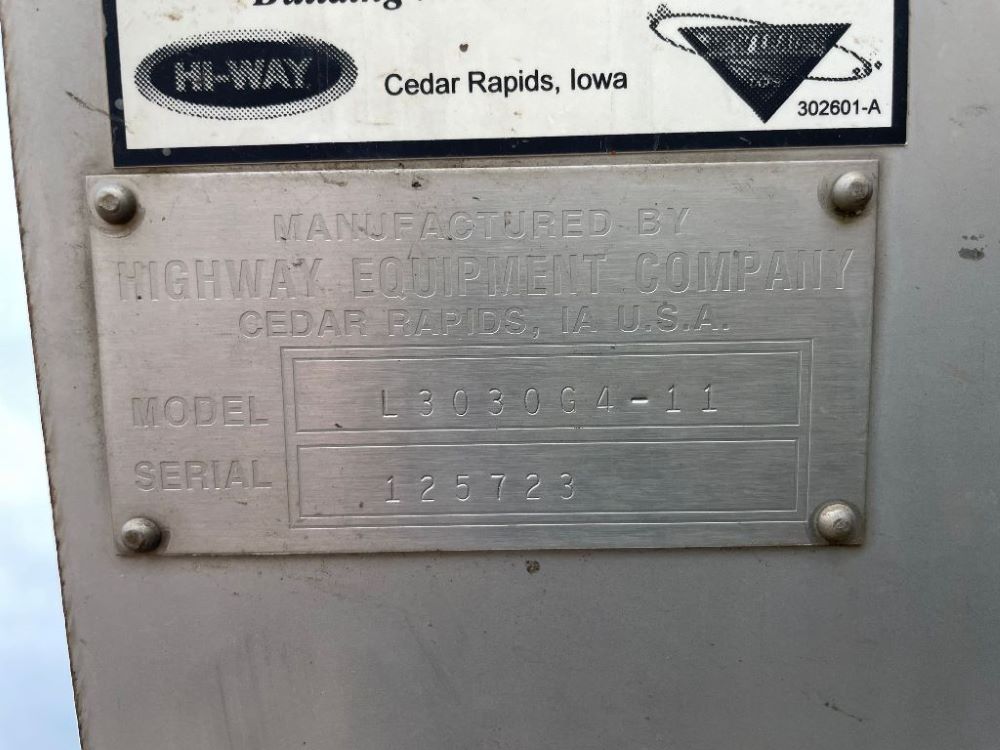 Building
HI-WAY
Cedar Rapids, Iowa
302601-A
MANUFACTURED BY
HIGHWAY EQUIPMENT COMPANY
CEDAR RAPIDS, IA U.S.A.
MODEL L3030G4-11
SERIAL 125723